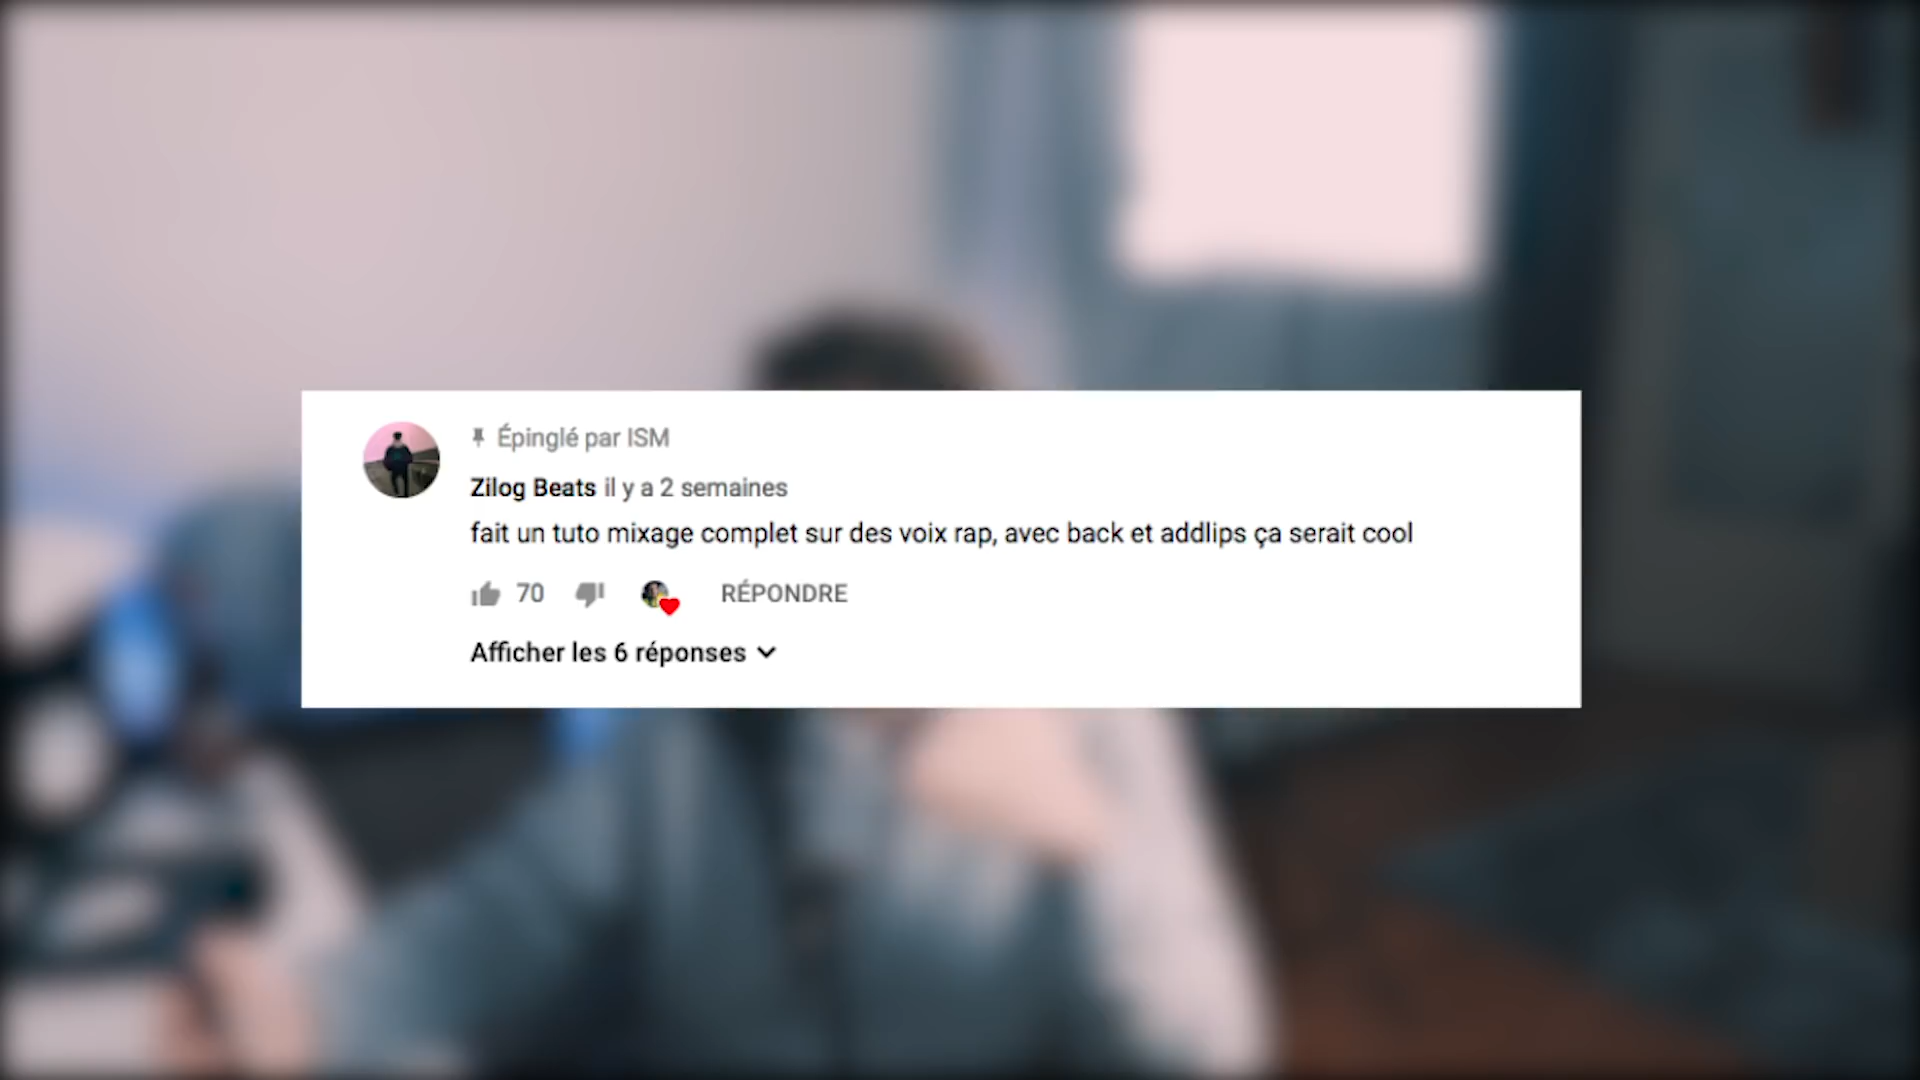 Épinglé par ISM
Zilog Beats il y a 2 semaines
fait un tuto mixage complet sur des voix rap, avec back et addlips ça serait cool
70 RÉPONDRE
Afficher les 6 réponses